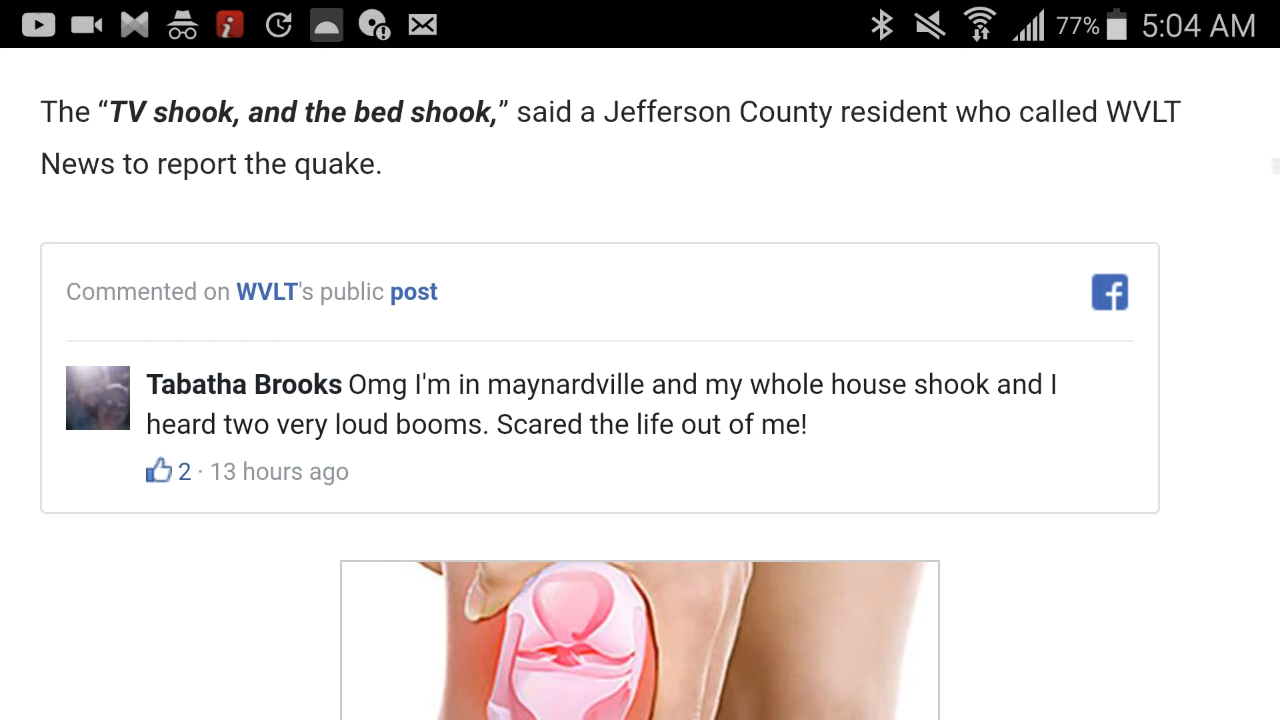 77% 5:04 AM
The “TV shook, and the bed shook,” said a Jefferson County resident who called WVLT
News to report the quake.
Commented on WVLT's public post
Tabatha Brooks Omg I'm in maynardville and my whole house shook and I
heard two very loud booms. Scared the life out of me!
2 · 13 hours ago